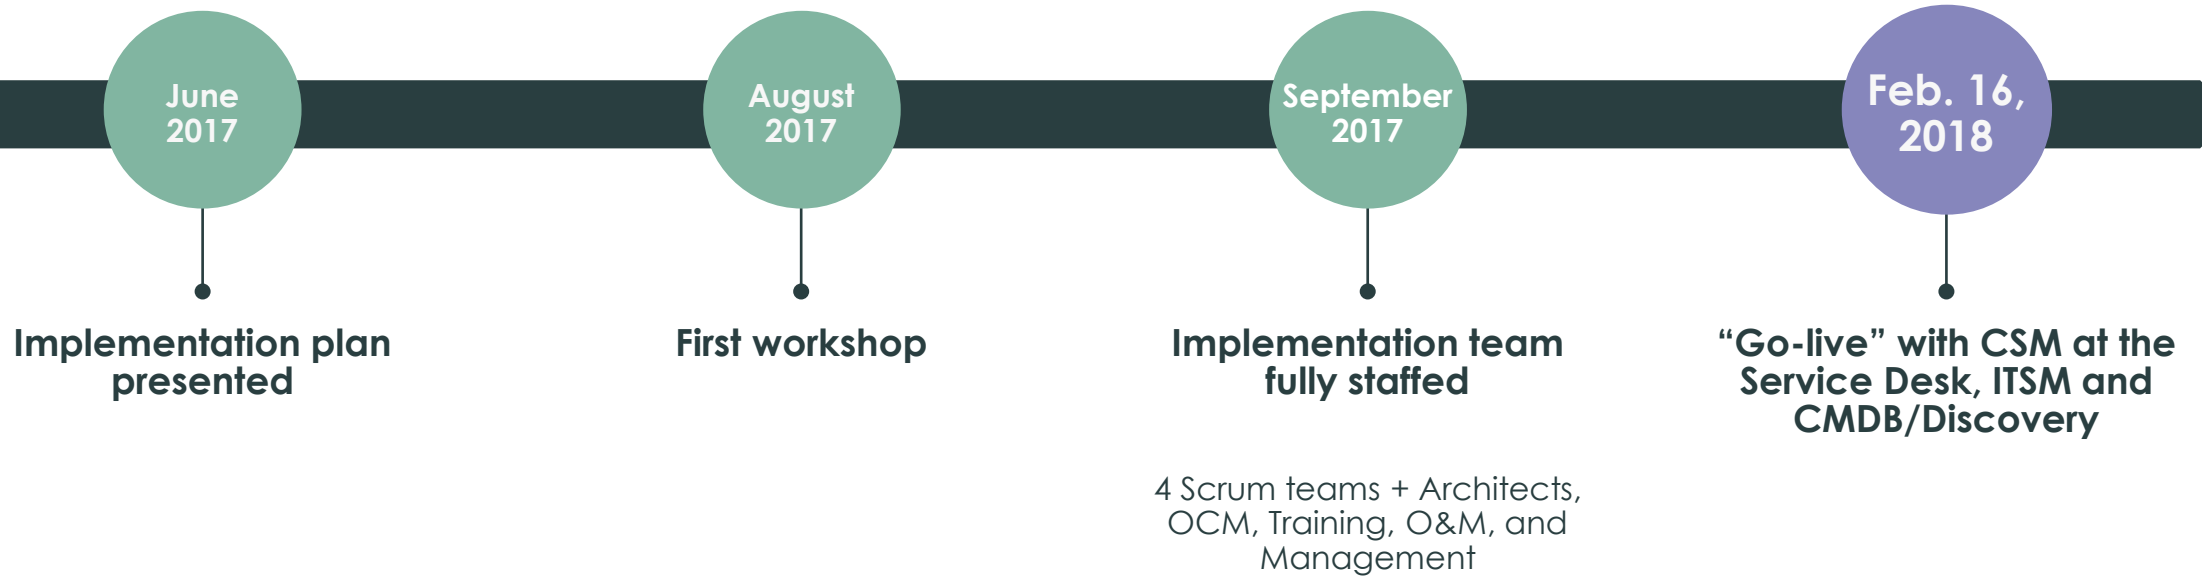 June
2017
August
2017
September
2017
Feb. 16,
2018
Implementation plan
presented
First workshop
Implementation team
fully staffed
4 Scrum teams + Architects,
OCM, Training, O&M, and
Management
“Go-live” with CSM at the
Service Desk, ITSM and
CMDB/Discovery